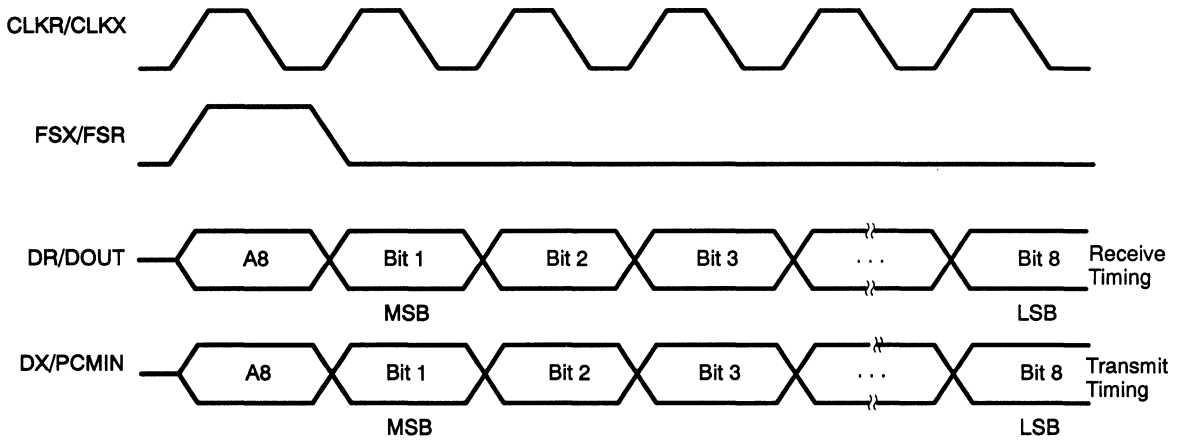 CLKR/CLKX
FSX/FSR
DR/DOUT
A8
Bit 1
Bit 2
Bit 3
. . .
Bit 8
Receive
Timing
MSB
LSB
DX/PCMIN
A8
Bit 1
Bit 2
Bit 3
. . .
Bit 8
Transmit
Timing
MSB
LSB